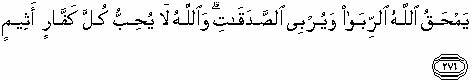 يَمْحَقُ ٱللَّهُ ٱلرِّبَوٰا۟ وَيُرْبِى ٱلصَّدَقَـٰتِ ۗ وَٱللَّهُ لَا يُحِبُّ كُلَّ كَفَّارٍ أَثِيمٍ
٢٧٦